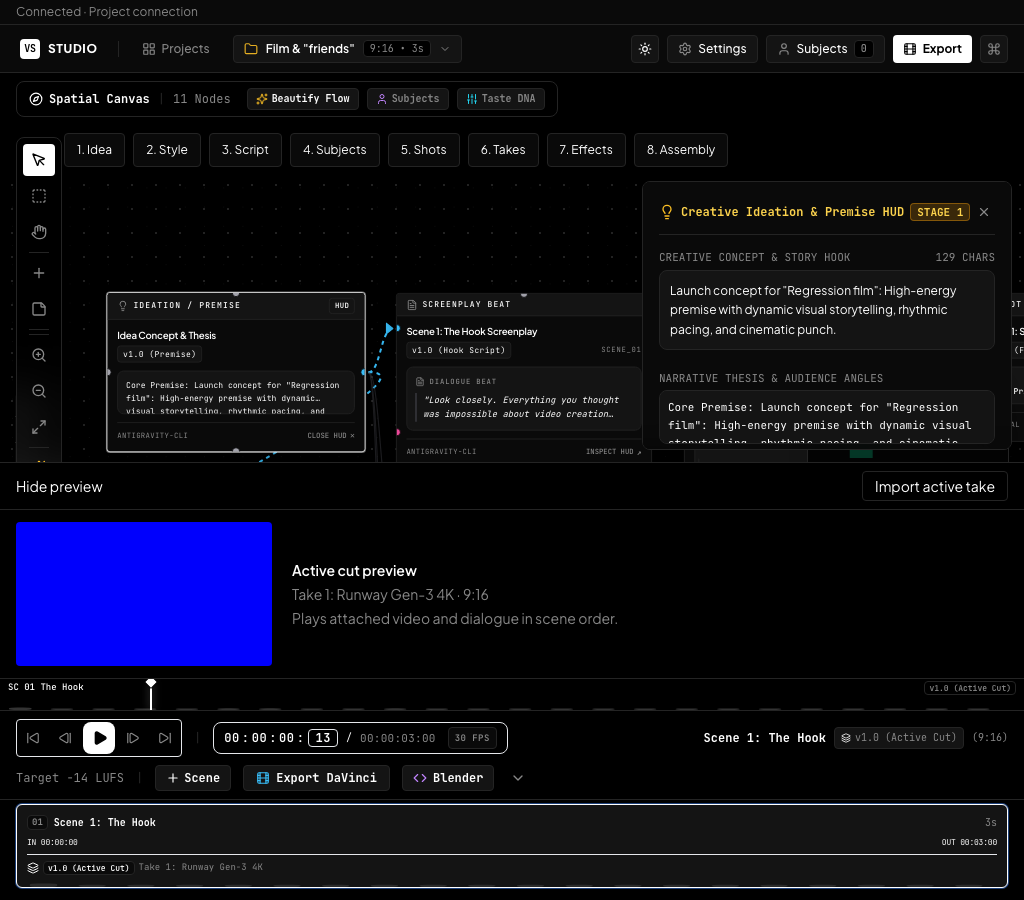 Connected · Project connection
VS STUDIO Projects Film & "friends" 9:16 • 3s Settings Subjects 0 Export ⌘
Spatial Canvas 11 Nodes Beautify Flow Subjects Taste DNA
1. Idea 2. Style 3. Script 4. Subjects 5. Shots 6. Takes 7. Effects 8. Assembly
Creative Ideation & Premise HUD STAGE 1
CREATIVE CONCEPT & STORY HOOK 129 CHARS
Launch concept for "Regression film": High-energy
premise with dynamic visual storytelling, rhythmic
pacing, and cinematic punch.
NARRATIVE THESIS & AUDIENCE ANGLES
Core Premise: Launch concept for "Regression
film": High-energy premise with dynamic visual
storytelling, rhythmic pacing, and cinematic
IDEATION / PREMISE HUD
Idea Concept & Thesis
v1.0 (Premise)
Core Premise: Launch concept for "Regression
film": High-energy premise with dynamic…
visual storytelling, rhythmic pacing, and
ANTIGRAVITY-CLI CLOSE HUD ×
SCREENPLAY BEAT
Scene 1: The Hook Screenplay
v1.0 (Hook Script) SCENE_01
DIALOGUE BEAT
"Look closely. Everything you thought
was impossible about video creation…
ANTIGRAVITY-CLI INSPECT HUD ↗
Hide preview Import active take
Active cut preview
Take 1: Runway Gen-3 4K · 9:16
Plays attached video and dialogue in scene order.
SC 01 The Hook v1.0 (Active Cut)
00:00:00:13 / 00:00:03:00 30 FPS Scene 1: The Hook v1.0 (Active Cut) (9:16)
Target -14 LUFS + Scene Export DaVinci Blender
01 Scene 1: The Hook 3s
IN 00:00:00 OUT 00:03:00
v1.0 (Active Cut) Take 1: Runway Gen-3 4K